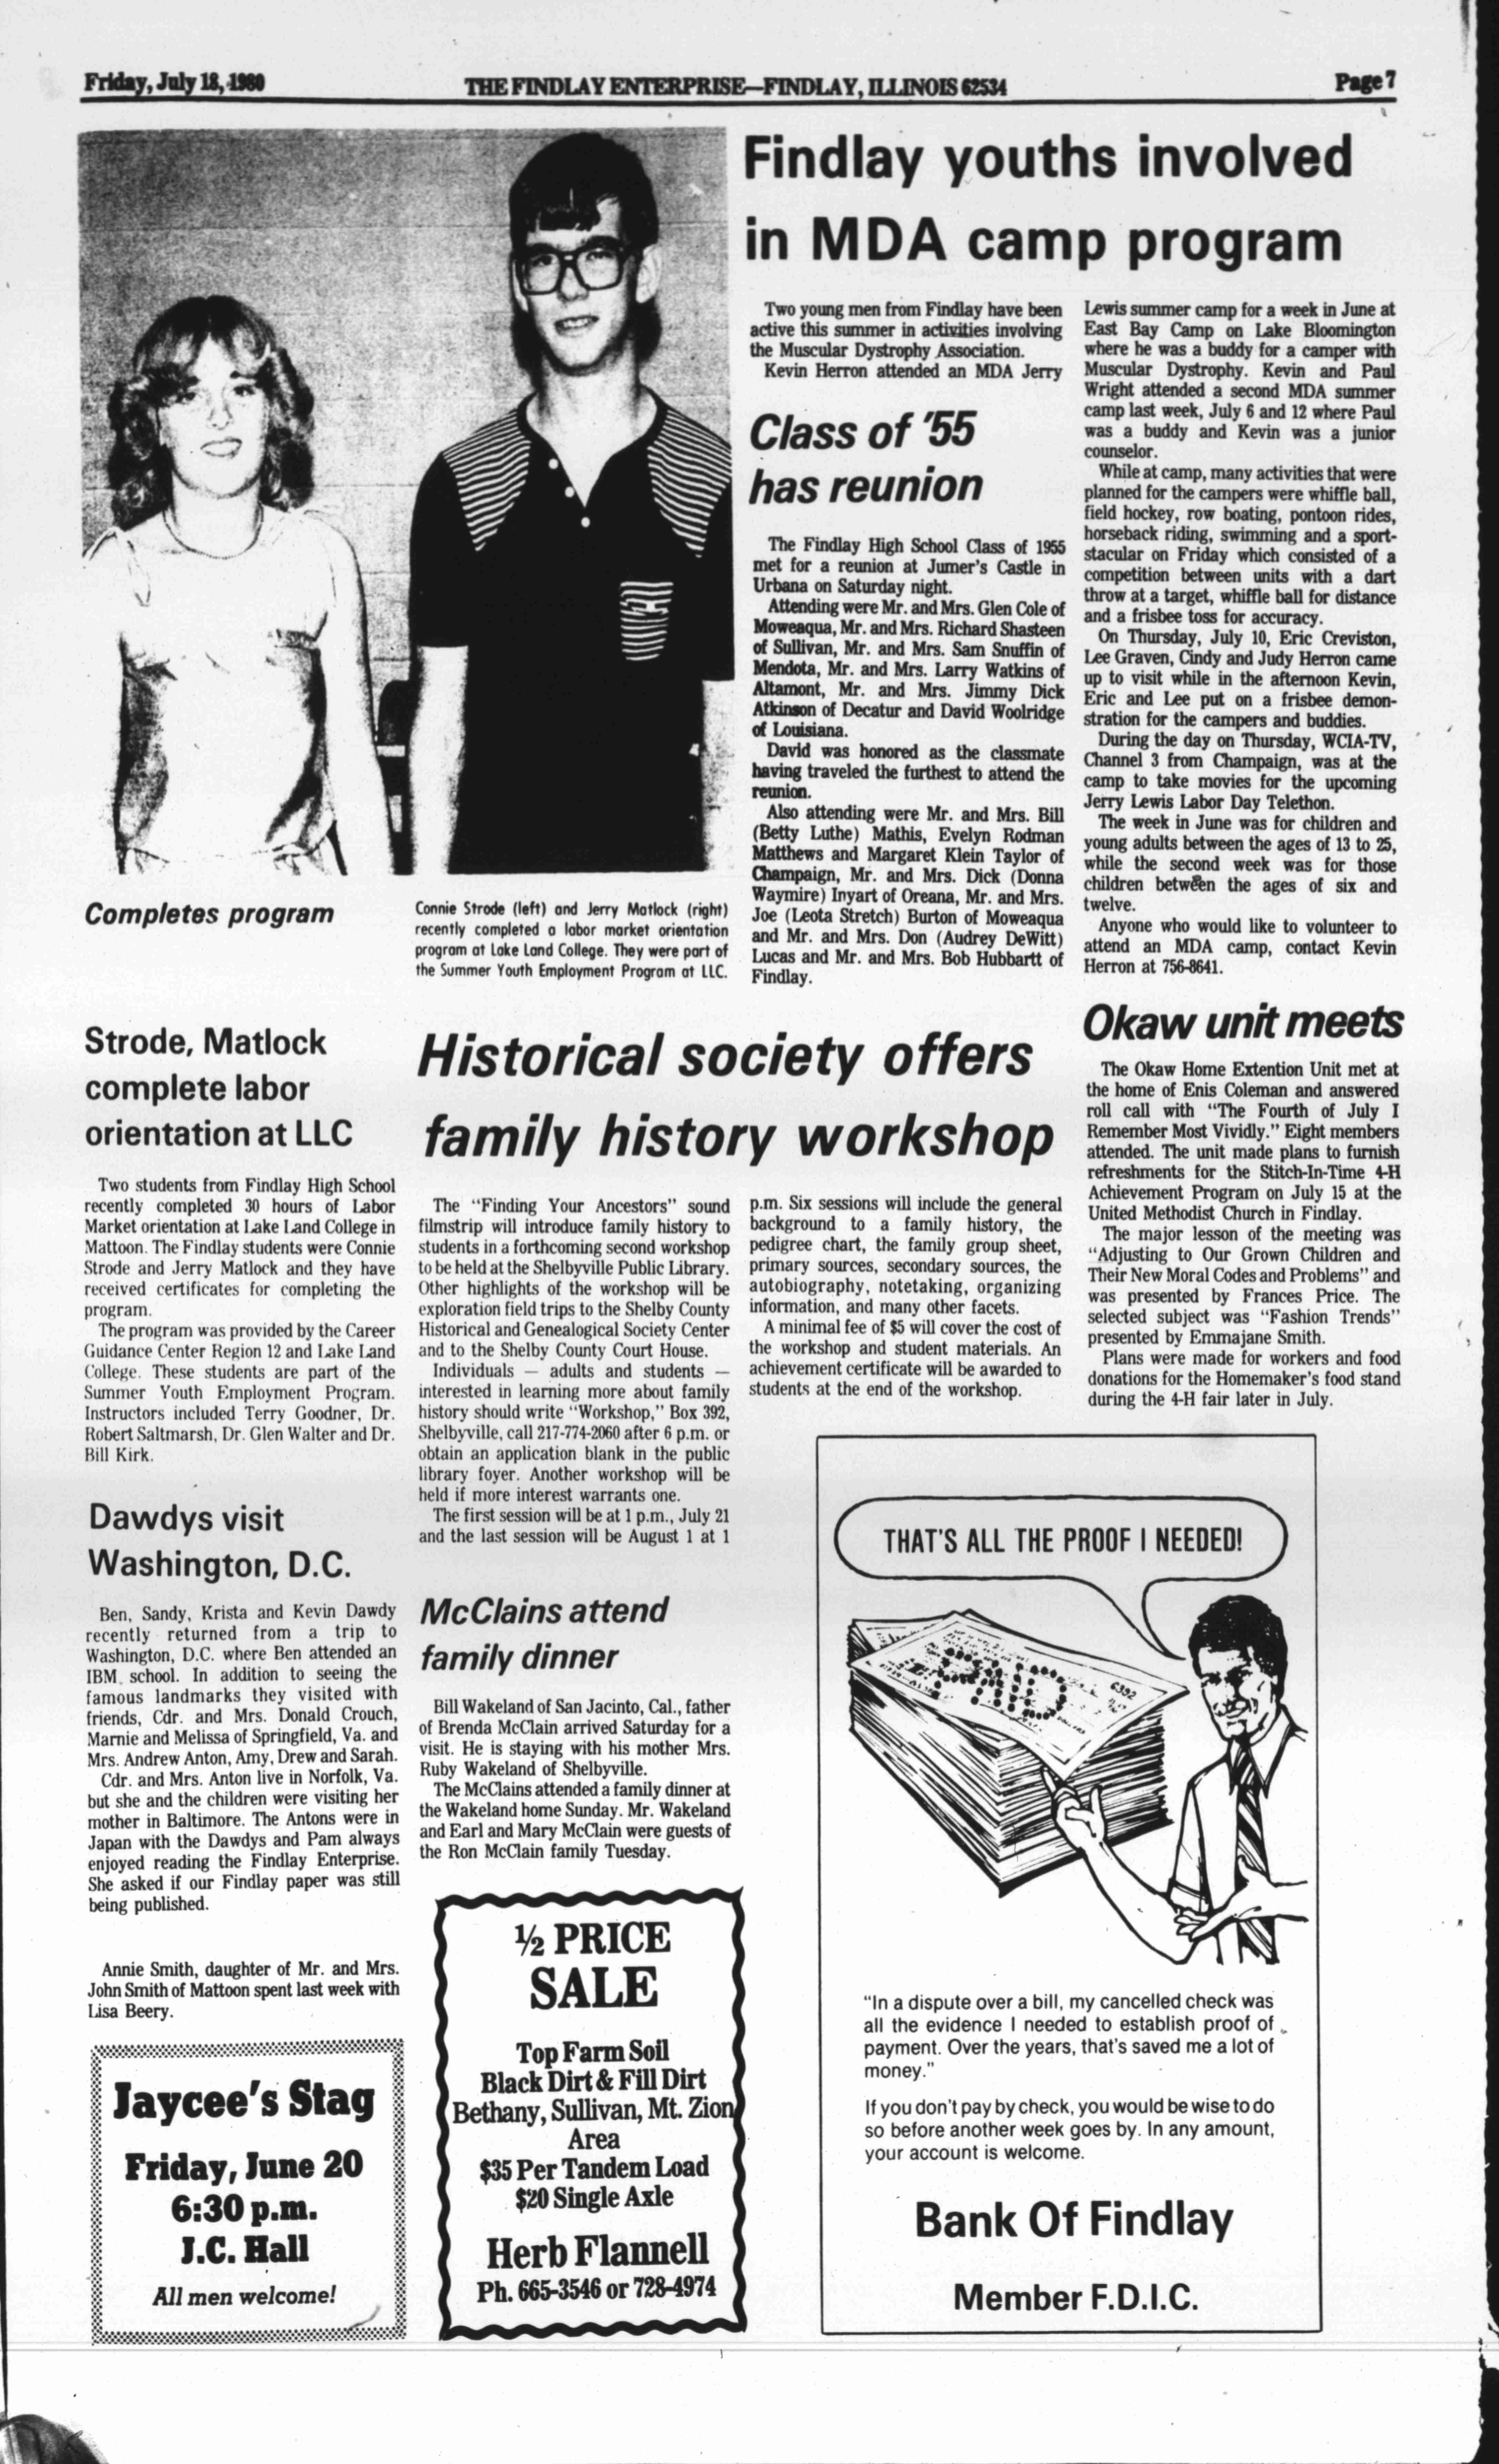 Friday, July 18, 1980
THE FINDLAY ENTERPRISE—FINDLAY, ILLINOIS 62534
Page 7
Completes program
Connie Strode (left) and Jerry Matlock (right)
recently completed a labor market orientation
program at Lake Land College. They were part of
the Summer Youth Employment Program at LLC.
Findlay youths involved
in MDA camp program
Two young men from Findlay have been
active this summer in activities involving
the Muscular Dystrophy Association.
Kevin Herron attended an MDA Jerry
Lewis summer camp for a week in June at
East Bay Camp on Lake Bloomington
where he was a buddy for a camper with
Muscular Dystrophy. Kevin and Paul
Wright attended a second MDA summer
camp last week, July 6 and 12 where Paul
was a buddy and Kevin was a junior
counselor.
While at camp, many activities that were
planned for the campers were whiffle ball,
field hockey, row boating, pontoon rides,
horseback riding, swimming and a sport-
stacular on Friday which consisted of a
competition between units with a dart
throw at a target, whiffle ball for distance
and a frisbee toss for accuracy.
On Thursday, July 10, Eric Creviston,
Lee Graven, Cindy and Judy Herron came
up to visit while in the afternoon Kevin,
Eric and Lee put on a frisbee demon-
stration for the campers and buddies.
During the day on Thursday, WCIA-TV,
Channel 3 from Champaign, was at the
camp to take movies for the upcoming
Jerry Lewis Labor Day Telethon.
The week in June was for children and
young adults between the ages of 13 to 25,
while the second week was for those
children between the ages of six and
twelve.
Anyone who would like to volunteer to
attend an MDA camp, contact Kevin
Herron at 756-8641.
Class of '55
has reunion
The Findlay High School Class of 1955
met for a reunion at Jumer's Castle in
Urbana on Saturday night.
Attending were Mr. and Mrs. Glen Cole of
Moweaqua, Mr. and Mrs. Richard Shasteen
of Sullivan, Mr. and Mrs. Sam Snuffin of
Mendota, Mr. and Mrs. Larry Watkins of
Altamont, Mr. and Mrs. Jimmy Dick
Atkinson of Decatur and David Woolridge
of Louisiana.
David was honored as the classmate
having traveled the furthest to attend the
reunion.
Also attending were Mr. and Mrs. Bill
(Betty Luthe) Mathis, Evelyn Rodman
Matthews and Margaret Klein Taylor of
Champaign, Mr. and Mrs. Dick (Donna
Waymire) Inyart of Oreana, Mr. and Mrs.
Joe (Leota Stretch) Burton of Moweaqua
and Mr. and Mrs. Don (Audrey DeWitt)
Lucas and Mr. and Mrs. Bob Hubbartt of
Findlay.
Strode, Matlock
complete labor
orientation at LLC
Two students from Findlay High School
recently completed 30 hours of Labor
Market orientation at Lake Land College in
Mattoon. The Findlay students were Connie
Strode and Jerry Matlock and they have
received certificates for completing the
program.
The program was provided by the Career
Guidance Center Region 12 and Lake Land
College. These students are part of the
Summer Youth Employment Program.
Instructors included Terry Goodner, Dr.
Robert Saltmarsh, Dr. Glen Walter and Dr.
Bill Kirk.
Historical society offers
family history workshop
The "Finding Your Ancestors" sound
filmstrip will introduce family history to
students in a forthcoming second workshop
to be held at the Shelbyville Public Library.
Other highlights of the workshop will be
exploration field trips to the Shelby County
Historical and Genealogical Society Center
and to the Shelby County Court House.
Individuals — adults and students —
interested in learning more about family
history should write "Workshop," Box 392,
Shelbyville, call 217-774-2060 after 6 p.m. or
obtain an application blank in the public
library foyer. Another workshop will be
held if more interest warrants one.
The first session will be at 1 p.m., July 21
and the last session will be August 1 at 1
p.m. Six sessions will include the general
background to a family history, the
pedigree chart, the family group sheet,
primary sources, secondary sources, the
autobiography, notetaking, organizing
information, and many other facets.
A minimal fee of $5 will cover the cost of
the workshop and student materials. An
achievement certificate will be awarded to
students at the end of the workshop.
Okaw unit meets
The Okaw Home Extention Unit met at
the home of Enis Coleman and answered
roll call with "The Fourth of July I
Remember Most Vividly." Eight members
attended. The unit made plans to furnish
refreshments for the Stitch-In-Time 4-H
Achievement Program on July 15 at the
United Methodist Church in Findlay.
The major lesson of the meeting was
"Adjusting to Our Grown Children and
Their New Moral Codes and Problems" and
was presented by Frances Price. The
selected subject was "Fashion Trends"
presented by Emmajane Smith.
Plans were made for workers and food
donations for the Homemaker's food stand
during the 4-H fair later in July.
Dawdys visit
Washington, D.C.
Ben, Sandy, Krista and Kevin Dawdy
recently returned from a trip to
Washington, D.C. where Ben attended an
IBM school. In addition to seeing the
famous landmarks they visited with
friends, Cdr. and Mrs. Donald Crouch,
Marnie and Melissa of Springfield, Va. and
Mrs. Andrew Anton, Amy, Drew and Sarah.
Cdr. and Mrs. Anton live in Norfolk, Va.
but she and the children were visiting her
mother in Baltimore. The Antons were in
Japan with the Dawdys and Pam always
enjoyed reading the Findlay Enterprise.
She asked if our Findlay paper was still
being published.
Annie Smith, daughter of Mr. and Mrs.
John Smith of Mattoon spent last week with
Lisa Beery.
McClains attend
family dinner
Bill Wakeland of San Jacinto, Cal., father
of Brenda McClain arrived Saturday for a
visit. He is staying with his mother Mrs.
Ruby Wakeland of Shelbyville.
The McClains attended a family dinner at
the Wakeland home Sunday. Mr. Wakeland
and Earl and Mary McClain were guests of
the Ron McClain family Tuesday.
Jaycee's Stag
Friday, June 20
6:30 p.m.
J.C. Hall
All men welcome!
½ PRICE
SALE
Top Farm Soil
Black Dirt & Fill Dirt
Bethany, Sullivan, Mt. Zion
Area
$35 Per Tandem Load
$20 Single Axle
Herb Flannell
Ph. 665-3546 or 728-4974
THAT'S ALL THE PROOF I NEEDED!
PAID
6392
"In a dispute over a bill, my cancelled check was
all the evidence I needed to establish proof of
payment. Over the years, that's saved me a lot of
money."
If you don't pay by check, you would be wise to do
so before another week goes by. In any amount,
your account is welcome.
Bank Of Findlay
Member F.D.I.C.